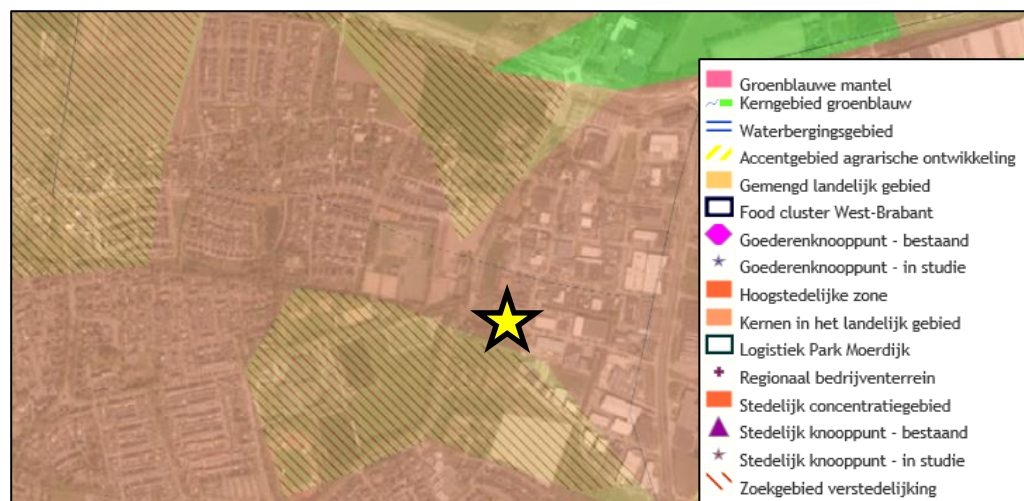 Groenblauwe mantel
Kerngebied groenblauw
Waterbergingsgebied
Accentgebied agrarische ontwikkeling
Gemengd landelijk gebied
Food cluster West-Brabant
Goederenknooppunt - bestaand
Goederenknooppunt - in studie
Hoogstedelijke zone
Kernen in het landelijk gebied
Logistiek Park Moerdijk
Regionaal bedrijventerrein
Stedelijk concentratiegebied
Stedelijk knooppunt - bestaand
Stedelijk knooppunt - in studie
Zoekgebied verstedelijking